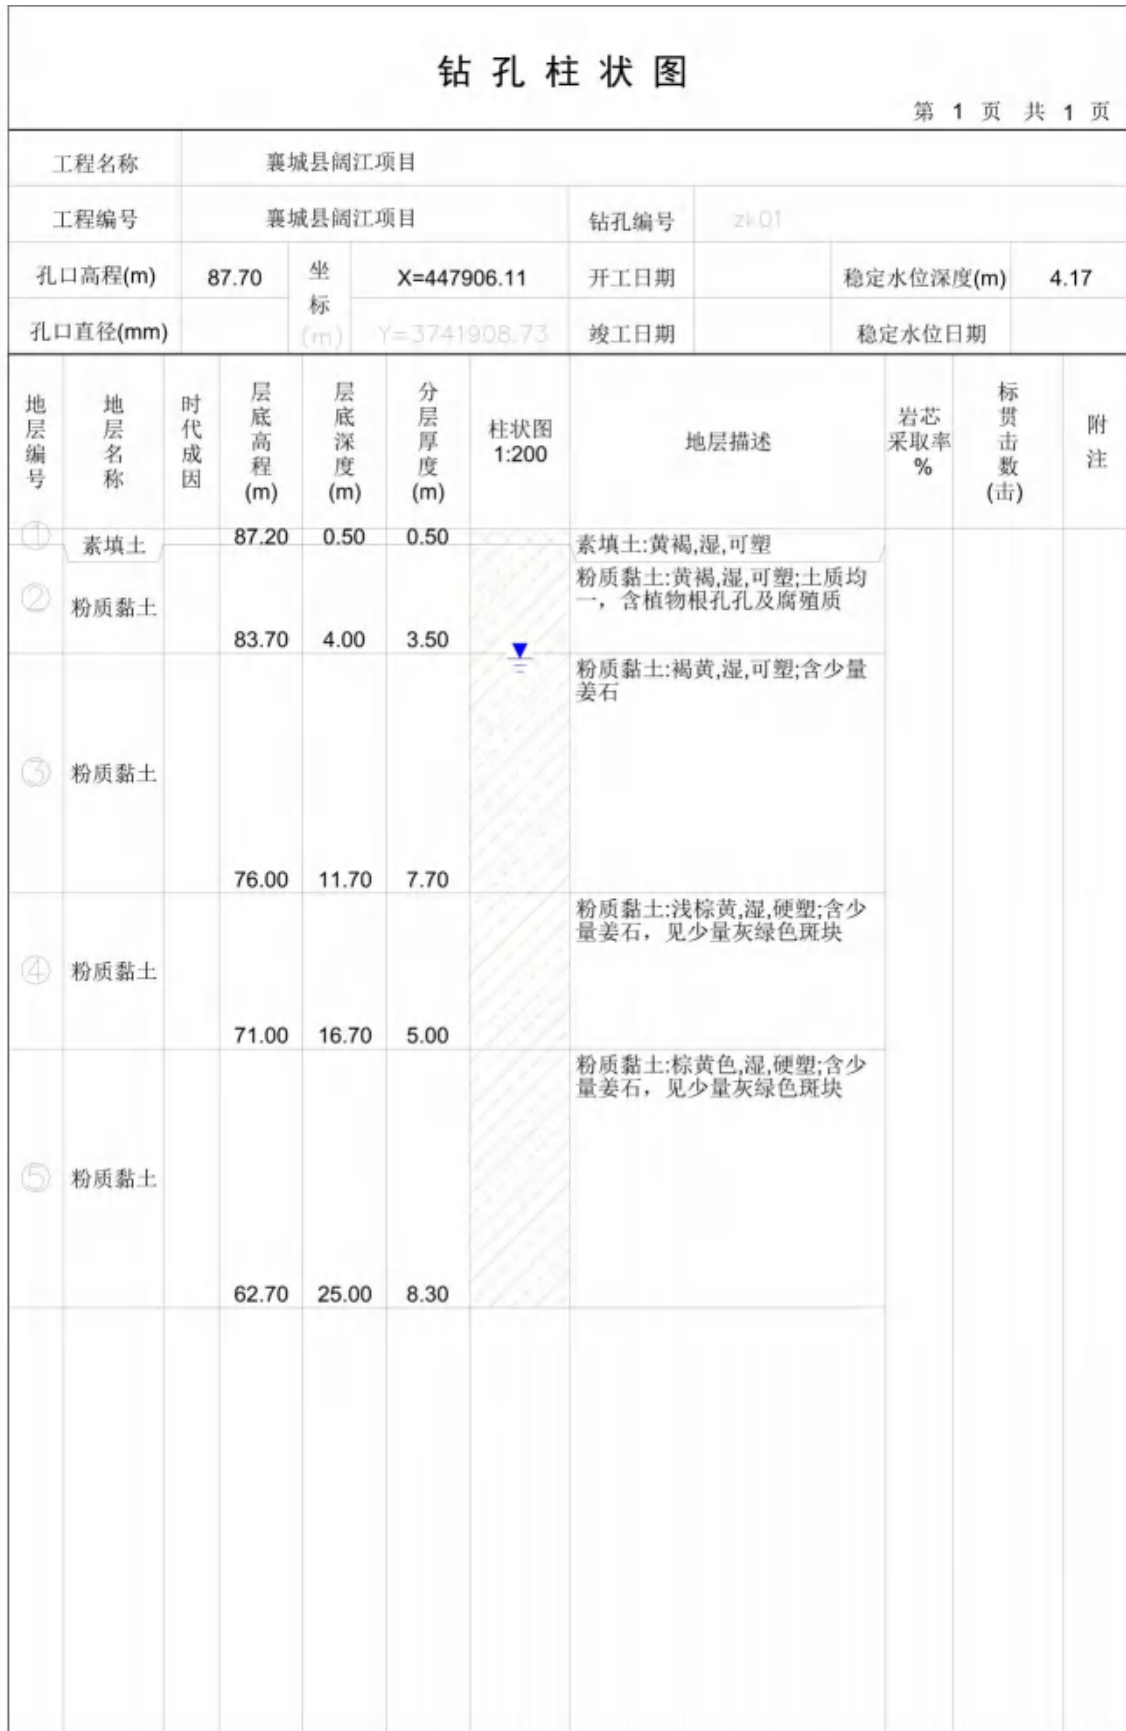 钻孔柱状图
第 1 页 共 1 页
工程名称 襄城县阔江项目
工程编号 襄城县阔江项目 钻孔编号 zk01
孔口高程(m) 87.70 坐标(m) X=447906.11 开工日期 稳定水位深度(m) 4.17
孔口直径(mm) Y=3741908.73 竣工日期 稳定水位日期
地层编号 地层名称 时代成因 层底高程(m) 层底深度(m) 分层厚度(m) 柱状图 1:200 地层描述 岩芯采取率% 标贯击数(击) 附注
① 素填土 87.20 0.50 0.50 素填土:黄褐,湿,可塑
② 粉质黏土 83.70 4.00 3.50 粉质黏土:黄褐,湿,可塑;土质均
一，含植物根孔孔及腐殖质
③ 粉质黏土 76.00 11.70 7.70 粉质黏土:褐黄,湿,可塑;含少量
姜石
④ 粉质黏土 71.00 16.70 5.00 粉质黏土:浅棕黄,湿,硬塑;含少
量姜石，见少量灰绿色斑块
⑤ 粉质黏土 62.70 25.00 8.30 粉质黏土:棕黄色,湿,硬塑;含少
量姜石，见少量灰绿色斑块